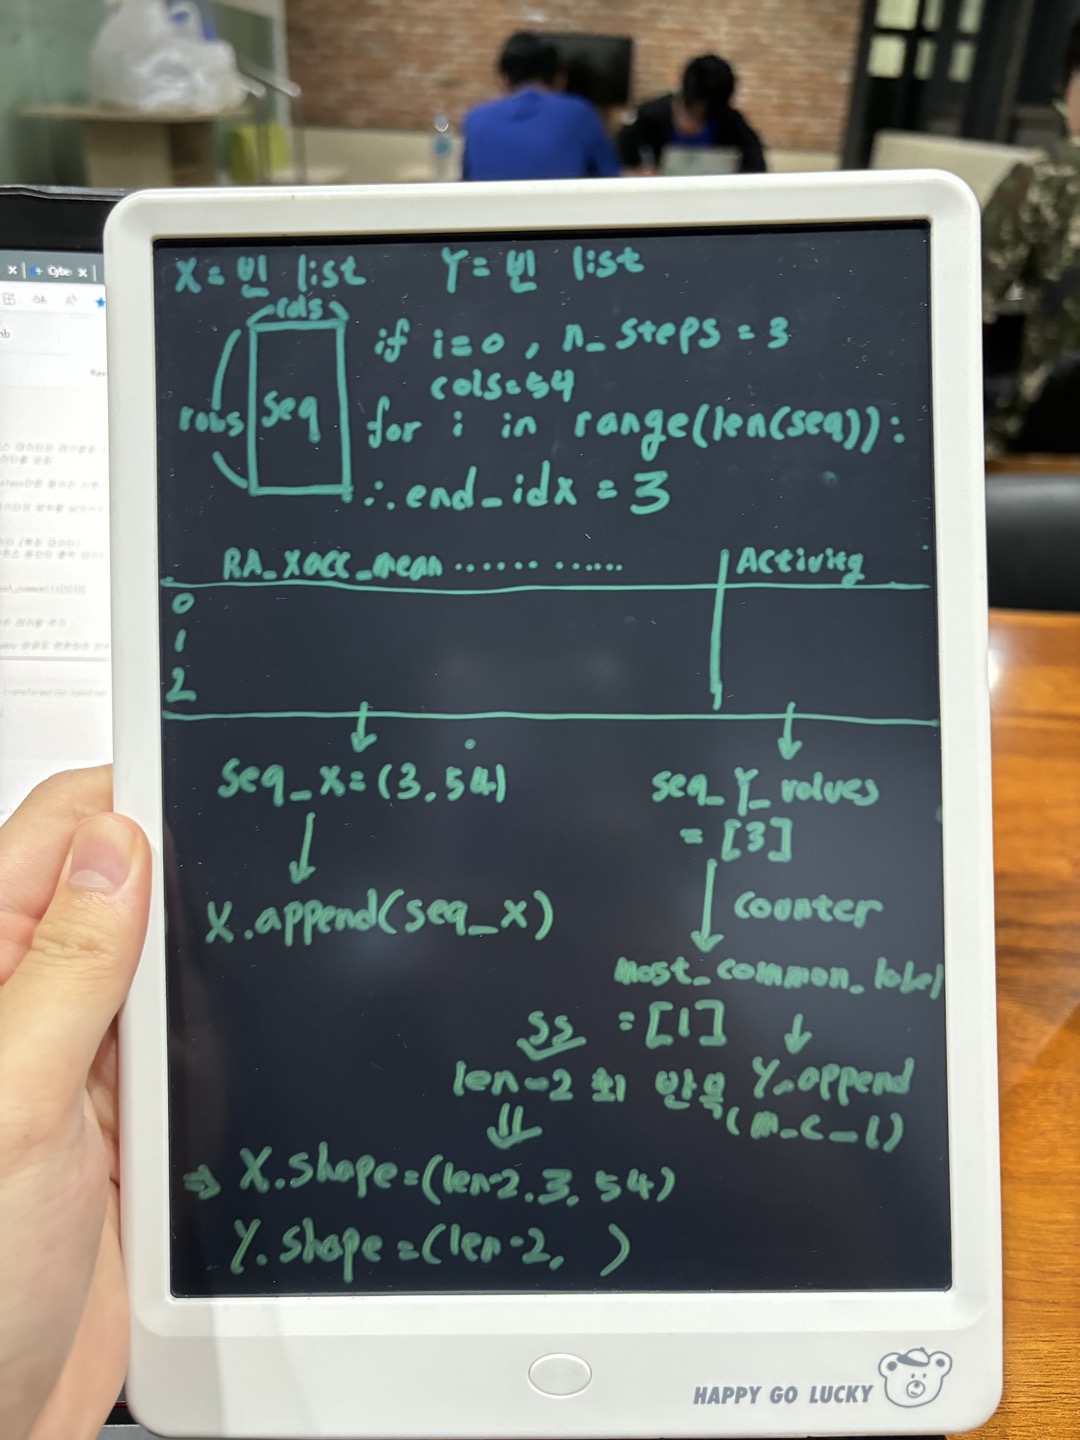 X = 빈 list Y = 빈 list
cols
rows
seq
if i=0, n_steps = 3
cols=54
for i in range(len(seq)):
∴ end_idx = 3
RA_Xacc_mean ............ Activity
0
1
2
seq_X=(3,54)
X.append(seq_X)
seq_Y_values
= [3]
counter
most_common_label
= [1]
Y.append
(m_c_l)
ss
len-2 회 반복
⇒ X.shape=(len-2, 3, 54)
Y.shape=(len-2, )
HAPPY GO LUCKY
Cybe